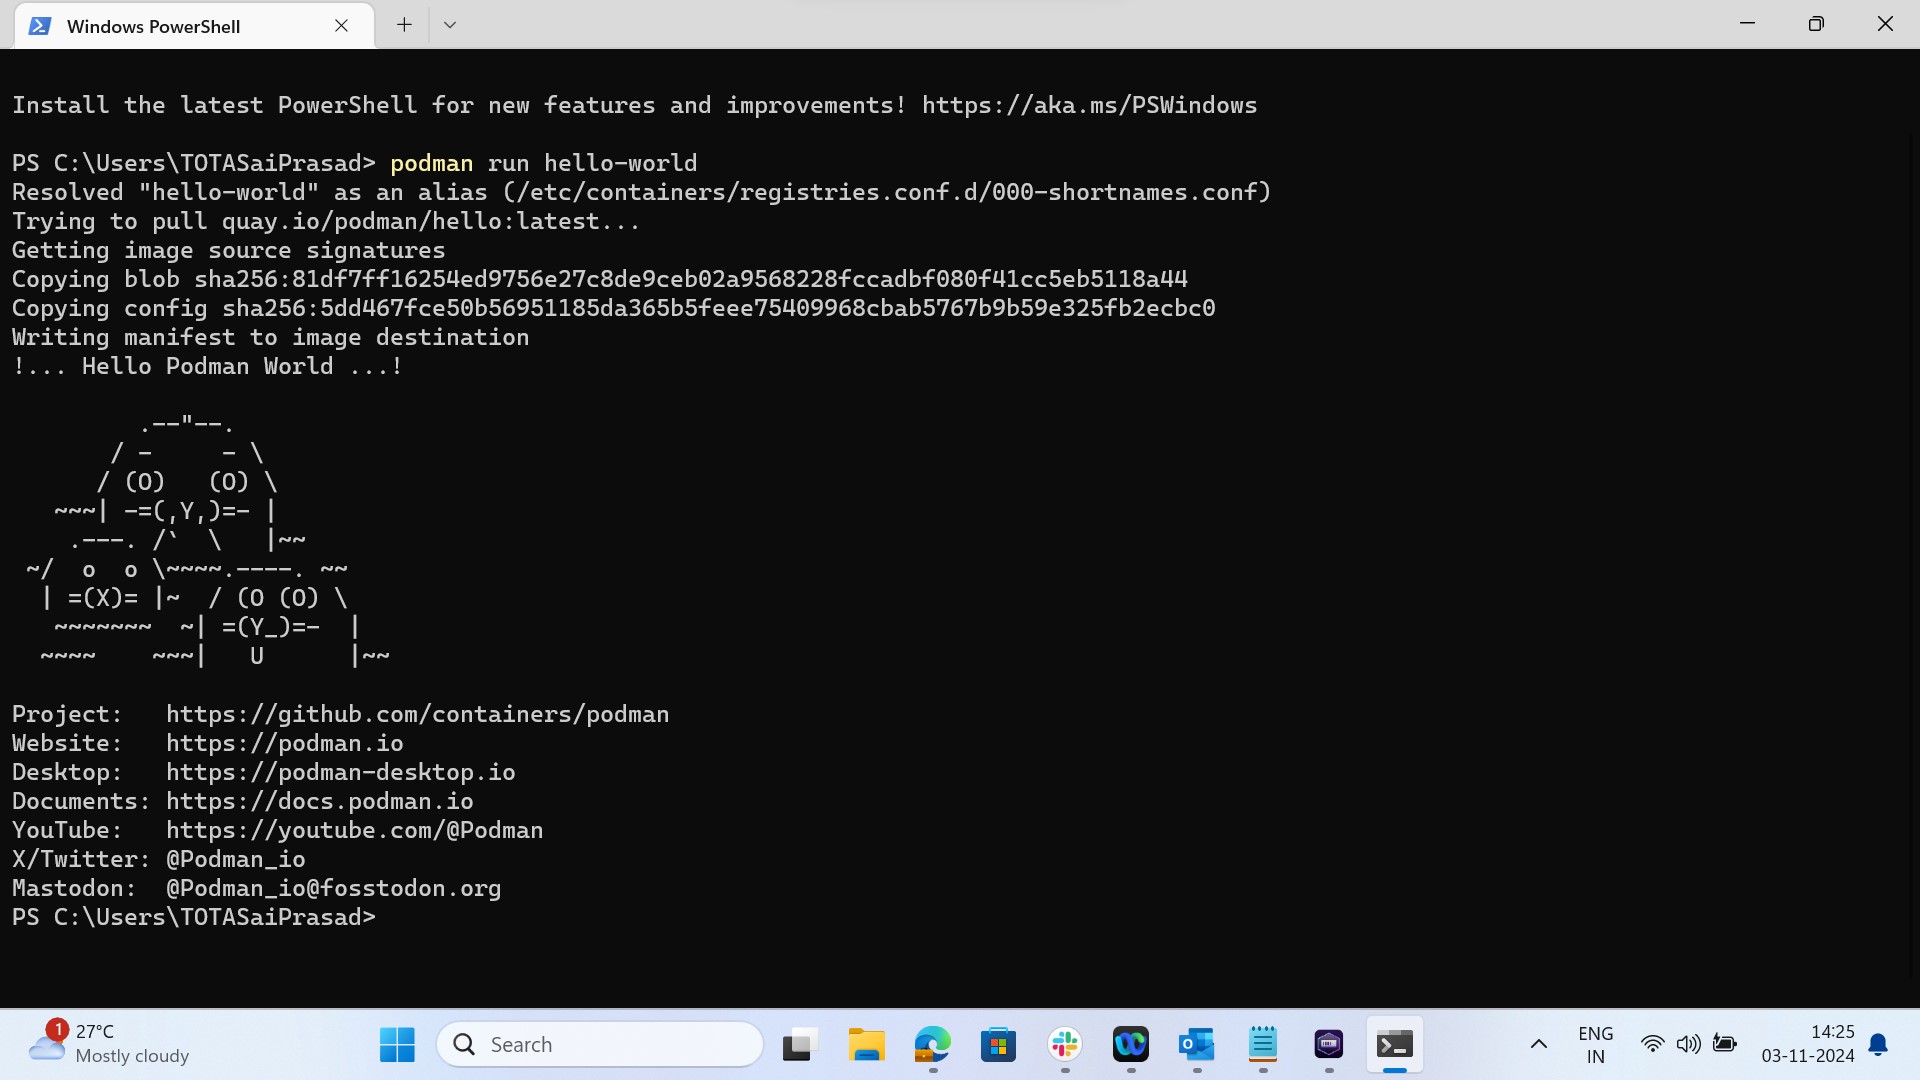 Windows PowerShell
Install the latest PowerShell for new features and improvements! https://aka.ms/PSWindows
PS C:\Users\TOTASaiPrasad> podman run hello-world
Resolved "hello-world" as an alias (/etc/containers/registries.conf.d/000-shortnames.conf)
Trying to pull quay.io/podman/hello:latest...
Getting image source signatures
Copying blob sha256:81df7ff16254ed9756e27c8de9ceb02a9568228fccadbf080f41cc5eb5118a44
Copying config sha256:5dd467fce50b56951185da365b5feee75409968cbab5767b9b59e325fb2ecbc0
Writing manifest to image destination
!... Hello Podman World ...!
         .--"--.
       / -     - \
      / (O)   (O) \
   ~~~| -=(,Y,)=- |
    .---. /`  \   |~~
 ~/  o  o \~~~~.----. ~~
  | =(X)= |~  / (O (O) \
   ~~~~~~~  ~| =(Y_)=-  |
  ~~~~    ~~~|   U      |~~
Project:   https://github.com/containers/podman
Website:   https://podman.io
Desktop:   https://podman-desktop.io
Documents: https://docs.podman.io
YouTube:   https://youtube.com/@Podman
X/Twitter: @Podman_io
Mastodon:  @Podman_io@fosstodon.org
PS C:\Users\TOTASaiPrasad>
1
27°C
Mostly cloudy
Search
ENG
IN
14:25
03-11-2024